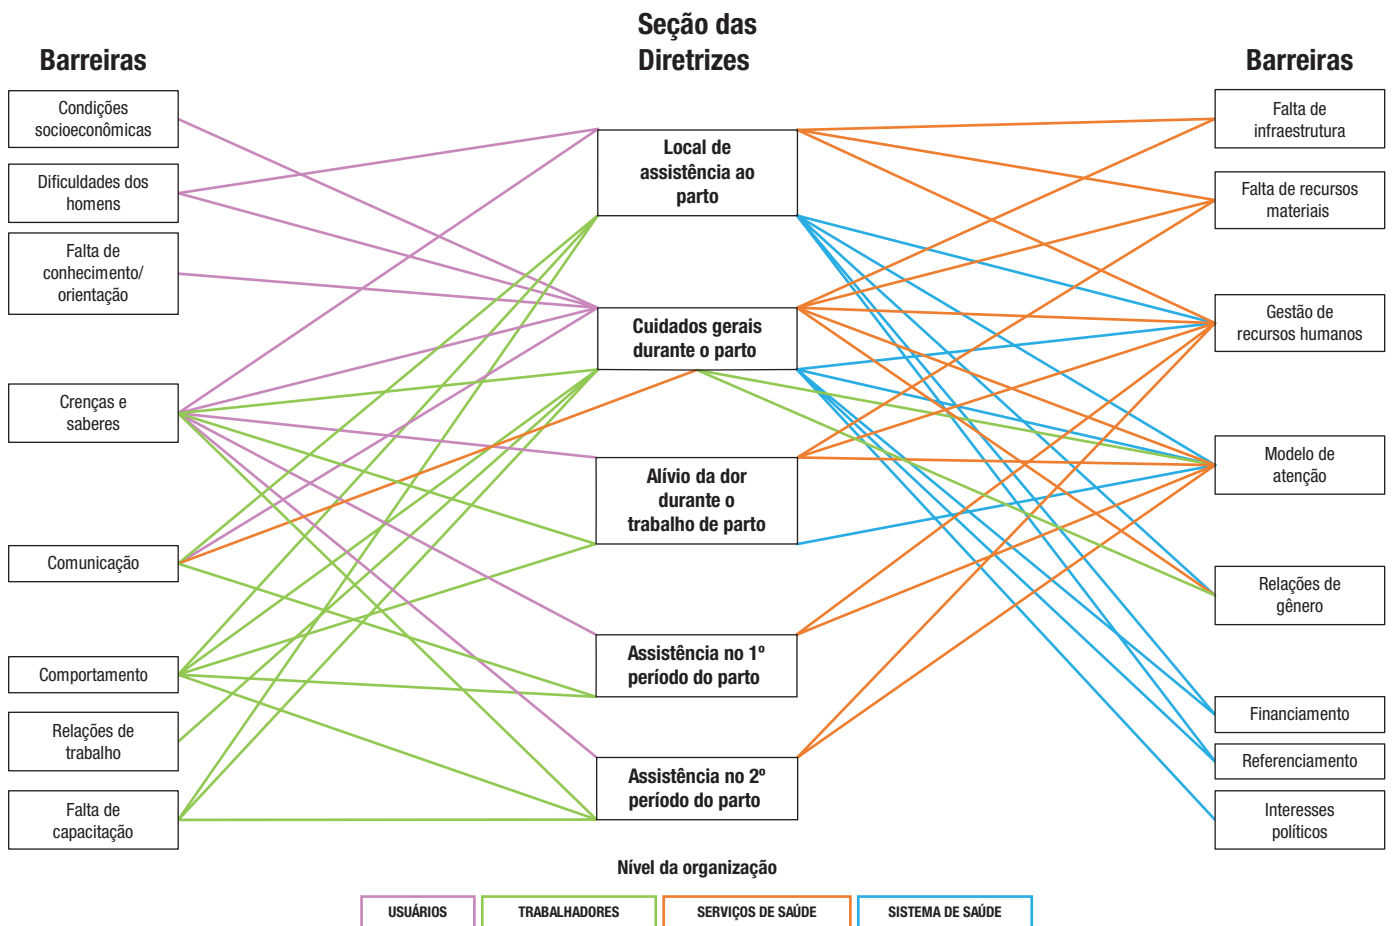 Barreiras
Condições
socioeconômicas
Dificuldades dos
homens
Falta de
conhecimento/
orientação
Crenças e
saberes
Comunicação
Comportamento
Relações de
trabalho
Falta de
capacitação
Seção das
Diretrizes
Local de
assistência ao
parto
Cuidados gerais
durante o parto
Alívio da dor
durante o
trabalho de parto
Assistência no 1º
período do parto
Assistência no 2º
período do parto
Barreiras
Falta de
infraestrutura
Falta de recursos
materiais
Gestão de
recursos humanos
Modelo de
atenção
Relações de
gênero
Financiamento
Referenciamento
Interesses
políticos
Nível da organização
USUÁRIOS
TRABALHADORES
SERVIÇOS DE SAÚDE
SISTEMA DE SAÚDE